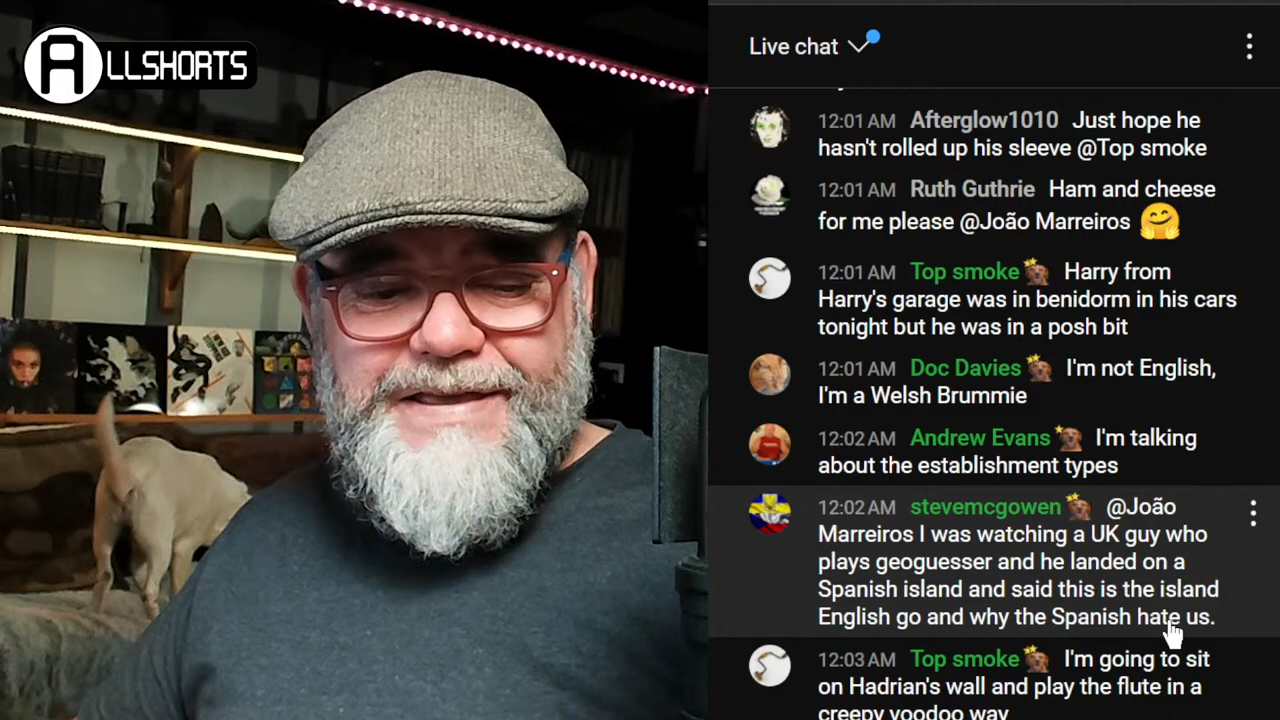 ALLSHORTS
Live chat
12:01 AM Afterglow1010 Just hope he
hasn't rolled up his sleeve @Top smoke
12:01 AM Ruth Guthrie Ham and cheese
for me please @João Marreiros 🤗
12:01 AM Top smoke Harry from
Harry's garage was in benidorm in his cars
tonight but he was in a posh bit
12:01 AM Doc Davies I'm not English,
I'm a Welsh Brummie
12:02 AM Andrew Evans I'm talking
about the establishment types
12:02 AM stevemcgowen @João
Marreiros I was watching a UK guy who
plays geoguesser and he landed on a
Spanish island and said this is the island
English go and why the Spanish hate us.
12:03 AM Top smoke I'm going to sit
on Hadrian's wall and play the flute in a
creepy voodoo way